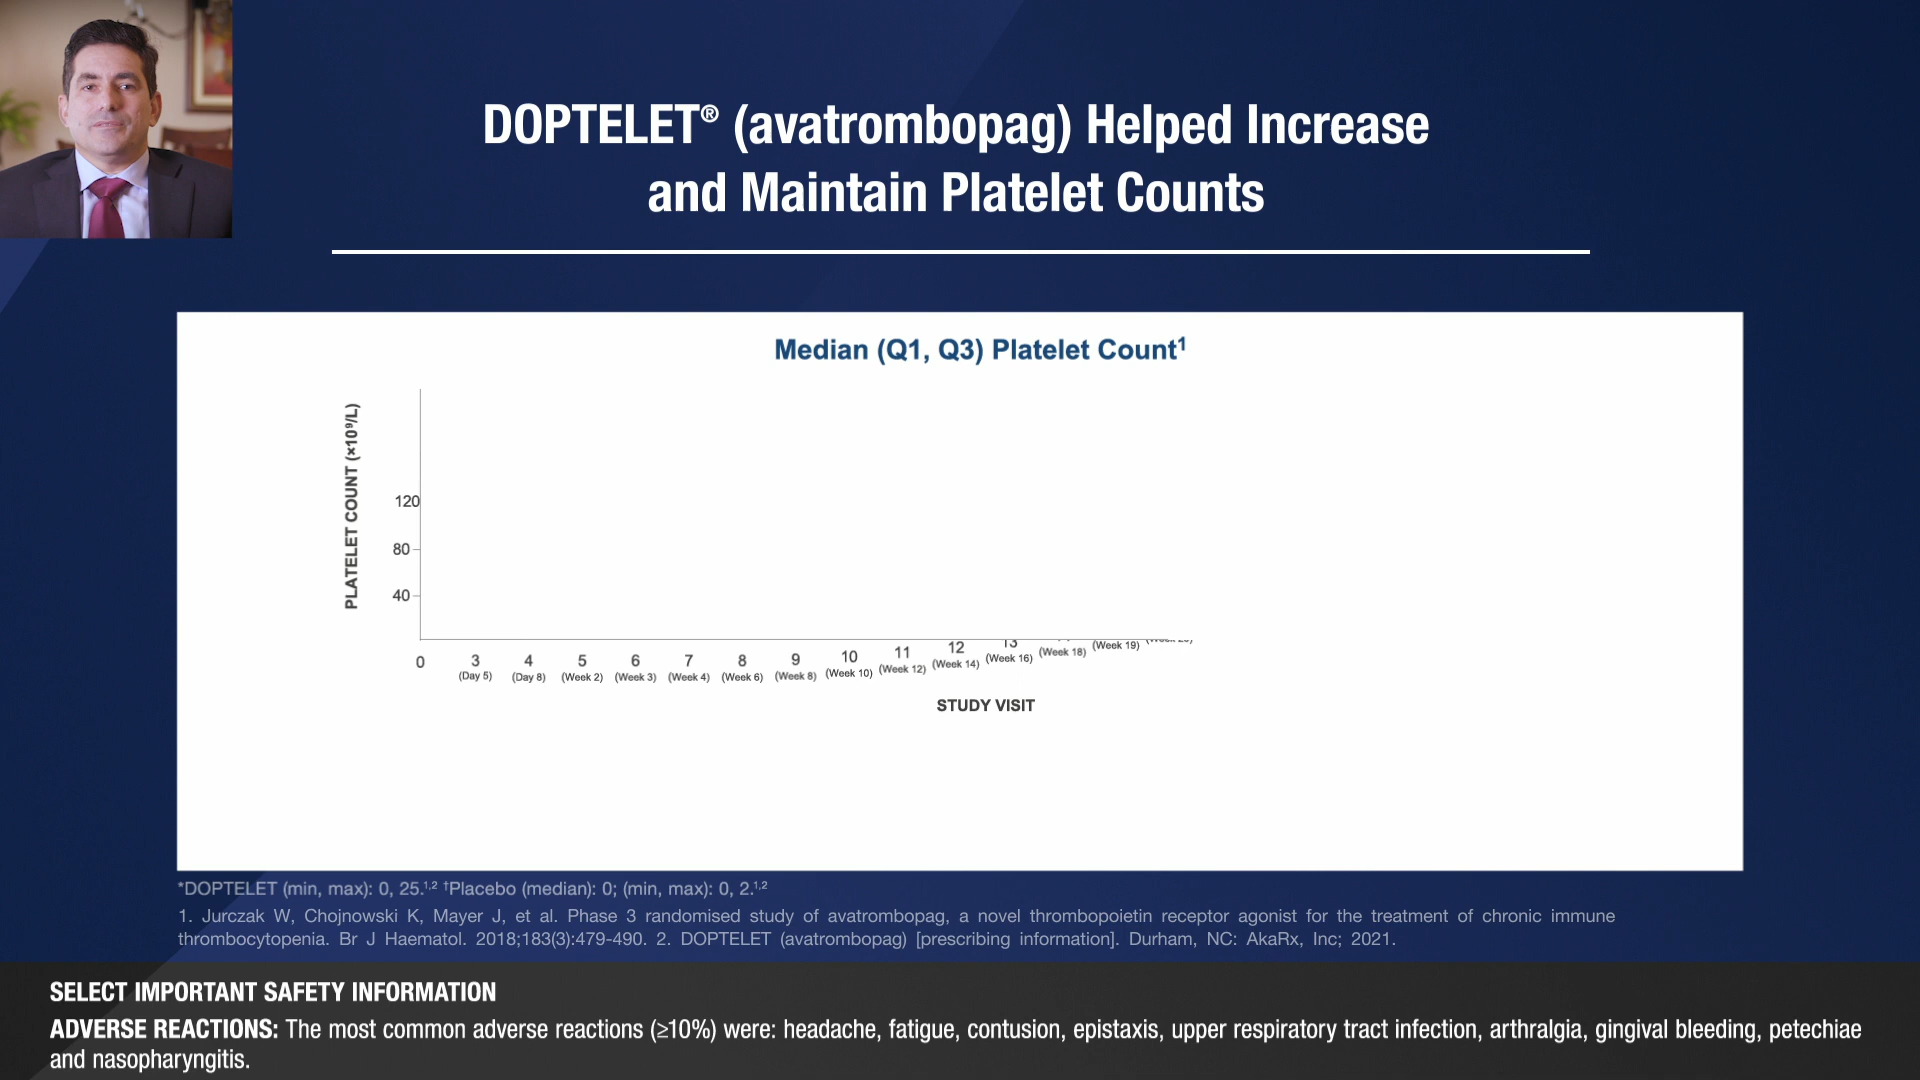 DOPTELET® (avatrombopag) Helped Increase
and Maintain Platelet Counts
Median (Q1, Q3) Platelet Count¹
PLATELET COUNT (×10⁹/L)
120
80
40
0 3 4 5 6 7 8 9 10 11 12 13
(Day 5) (Day 8) (Week 2) (Week 3) (Week 4) (Week 6) (Week 8) (Week 10) (Week 12) (Week 14) (Week 16) (Week 18) (Week 19)
STUDY VISIT
*DOPTELET (min, max): 0, 25.¹,² †Placebo (median): 0; (min, max): 0, 2.¹,²
1. Jurczak W, Chojnowski K, Mayer J, et al. Phase 3 randomised study of avatrombopag, a novel thrombopoietin receptor agonist for the treatment of chronic immune
thrombocytopenia. Br J Haematol. 2018;183(3):479-490. 2. DOPTELET (avatrombopag) [prescribing information]. Durham, NC: AkaRx, Inc; 2021.
SELECT IMPORTANT SAFETY INFORMATION
ADVERSE REACTIONS: The most common adverse reactions (≥10%) were: headache, fatigue, contusion, epistaxis, upper respiratory tract infection, arthralgia, gingival bleeding, petechiae
and nasopharyngitis.